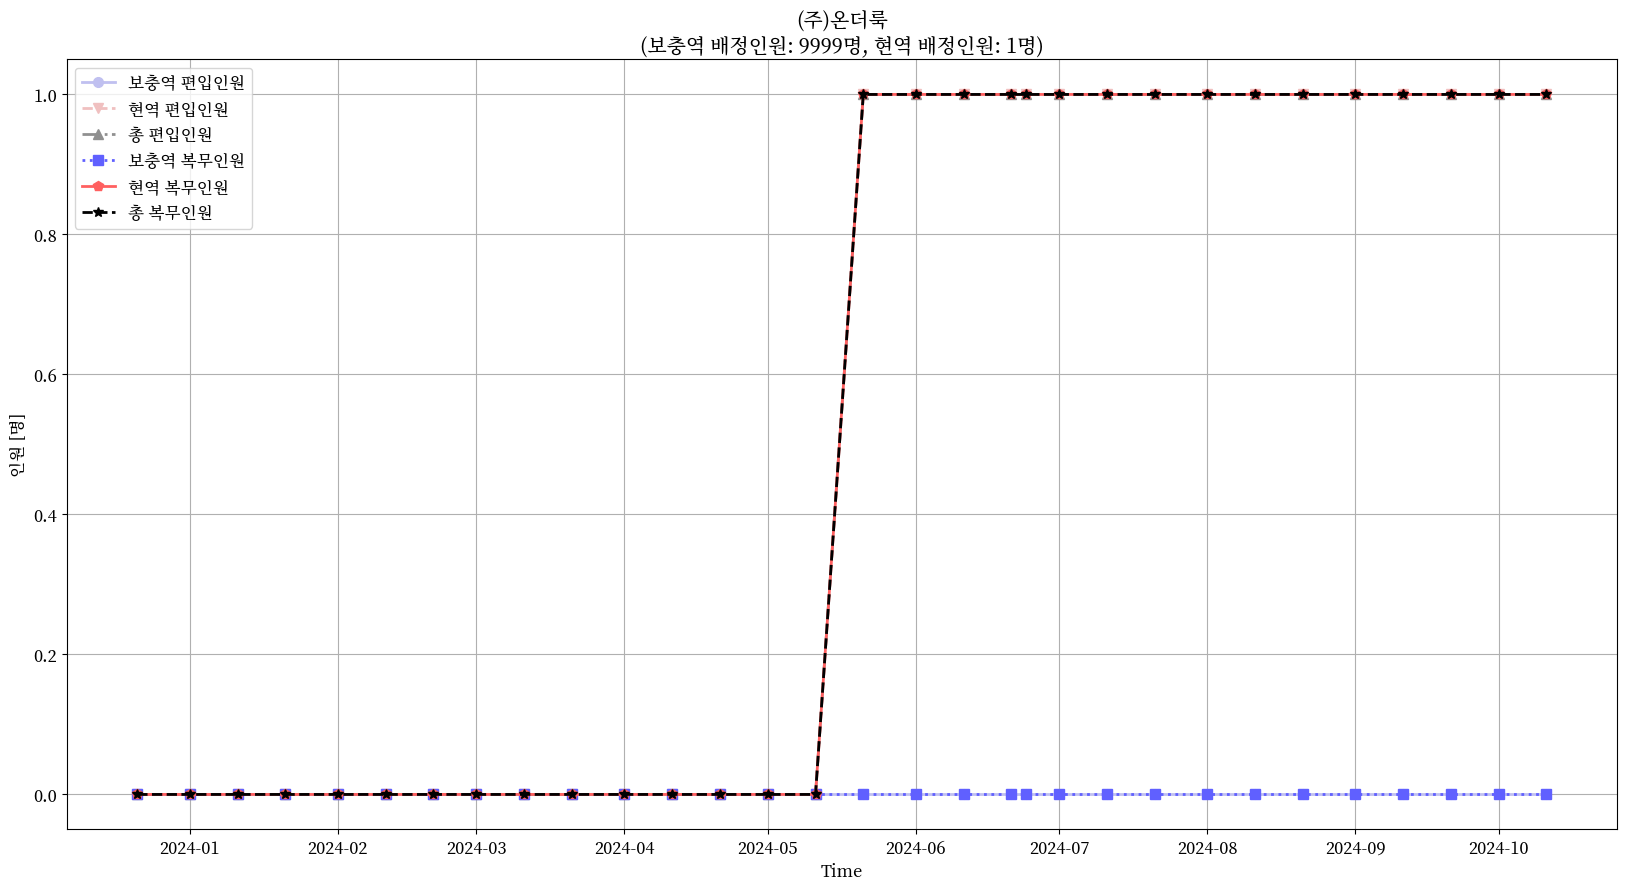 (주)온더룩
(보충역 배정인원: 9999명, 현역 배정인원: 1명)
보충역 편입인원
현역 편입인원
총 편입인원
보충역 복무인원
현역 복무인원
총 복무인원
1.0
0.8
0.6
0.4
0.2
0.0
인원 [명]
2024-01 2024-02 2024-03 2024-04 2024-05 2024-06 2024-07 2024-08 2024-09 2024-10
Time